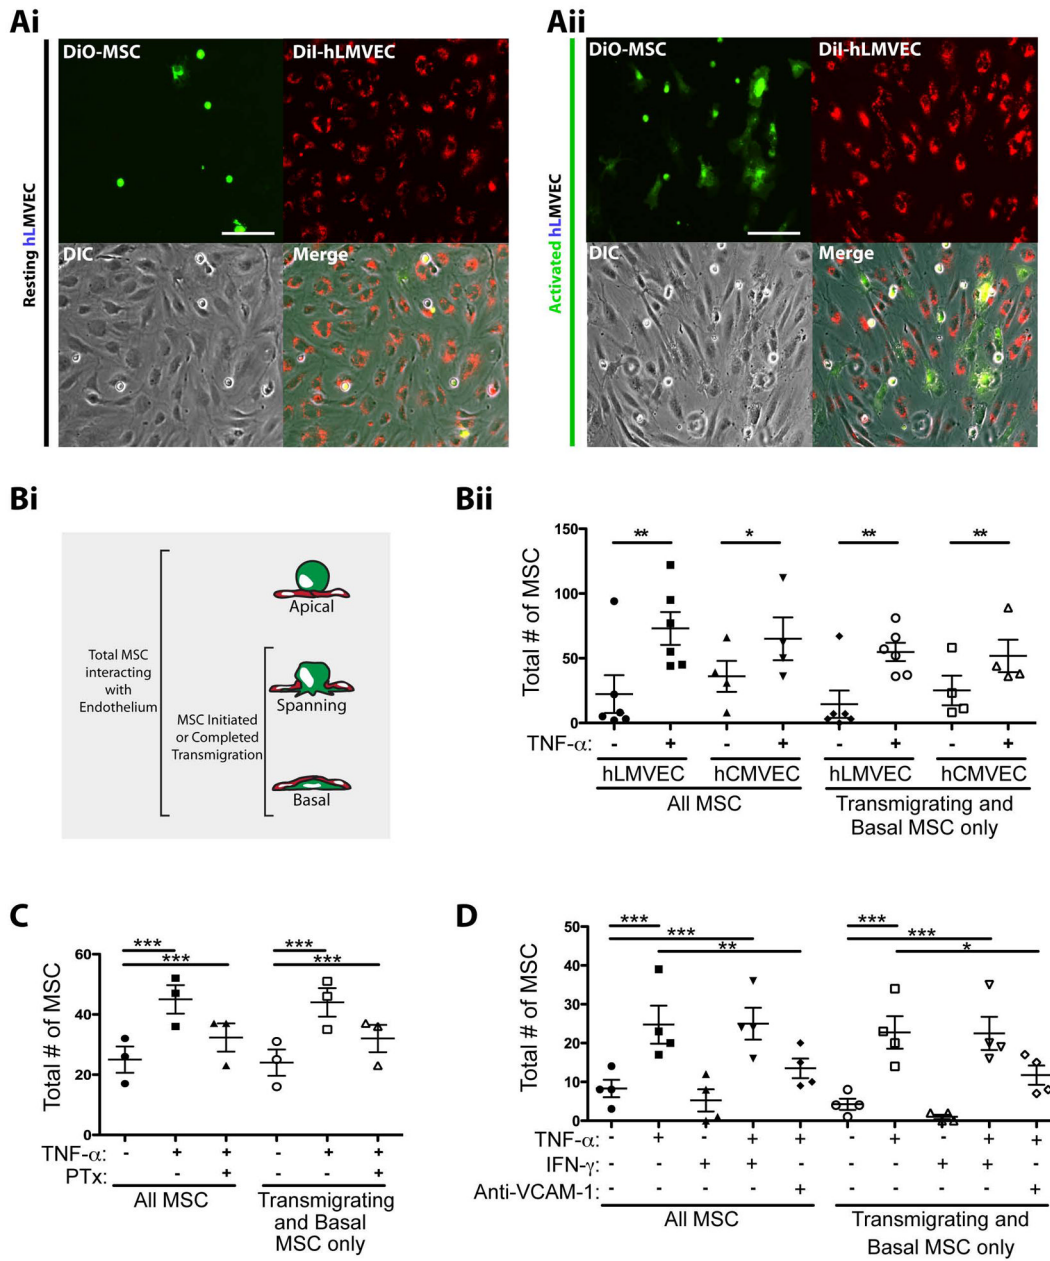 Ai
Resting hLMVEC
DiO-MSC
DiI-hLMVEC
DIC
Merge
Aii
Activated hLMVEC
DiO-MSC
DiI-hLMVEC
DIC
Merge
Bi
Total MSC
interacting
with
Endothelium
MSC Initiated
or Completed
Transmigration
Apical
Spanning
Basal
Bii
Total # of MSC
150
100
50
0
** * ** **
TNF-α: - + - + - + - +
hLMVEC hCMVEC hLMVEC hCMVEC
All MSC
Transmigrating and
Basal MSC only
C
Total # of MSC
60
40
20
0
*** ***
*** ***
TNF-α: - + + - + +
PTx: - - + - - +
All MSC
Transmigrating
and Basal
MSC only
D
Total # of MSC
50
40
30
20
10
0
*** ***
*** ***
** *
TNF-α: - + - + + - + - + +
IFN-γ: - - + + - - - + + -
Anti-VCAM-1: - - - - + - - - - +
All MSC
Transmigrating and
Basal MSC only